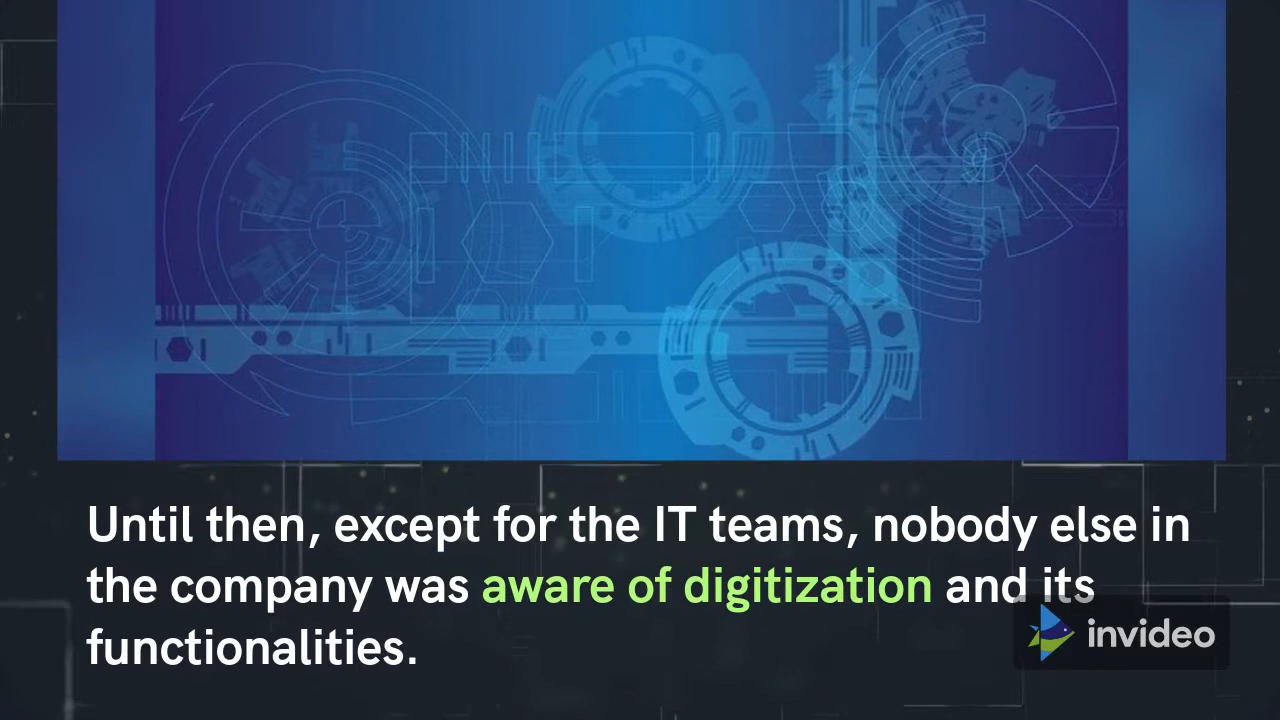 Until then, except for the IT teams, nobody else in
the company was aware of digitization and its
functionalities.
invideo